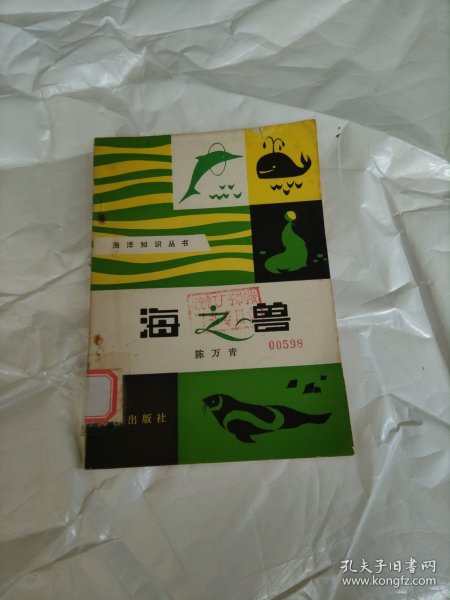 海洋知识丛书
海之兽
陈万青
00598
出版社
孔夫子旧书网
www.kongfz.com